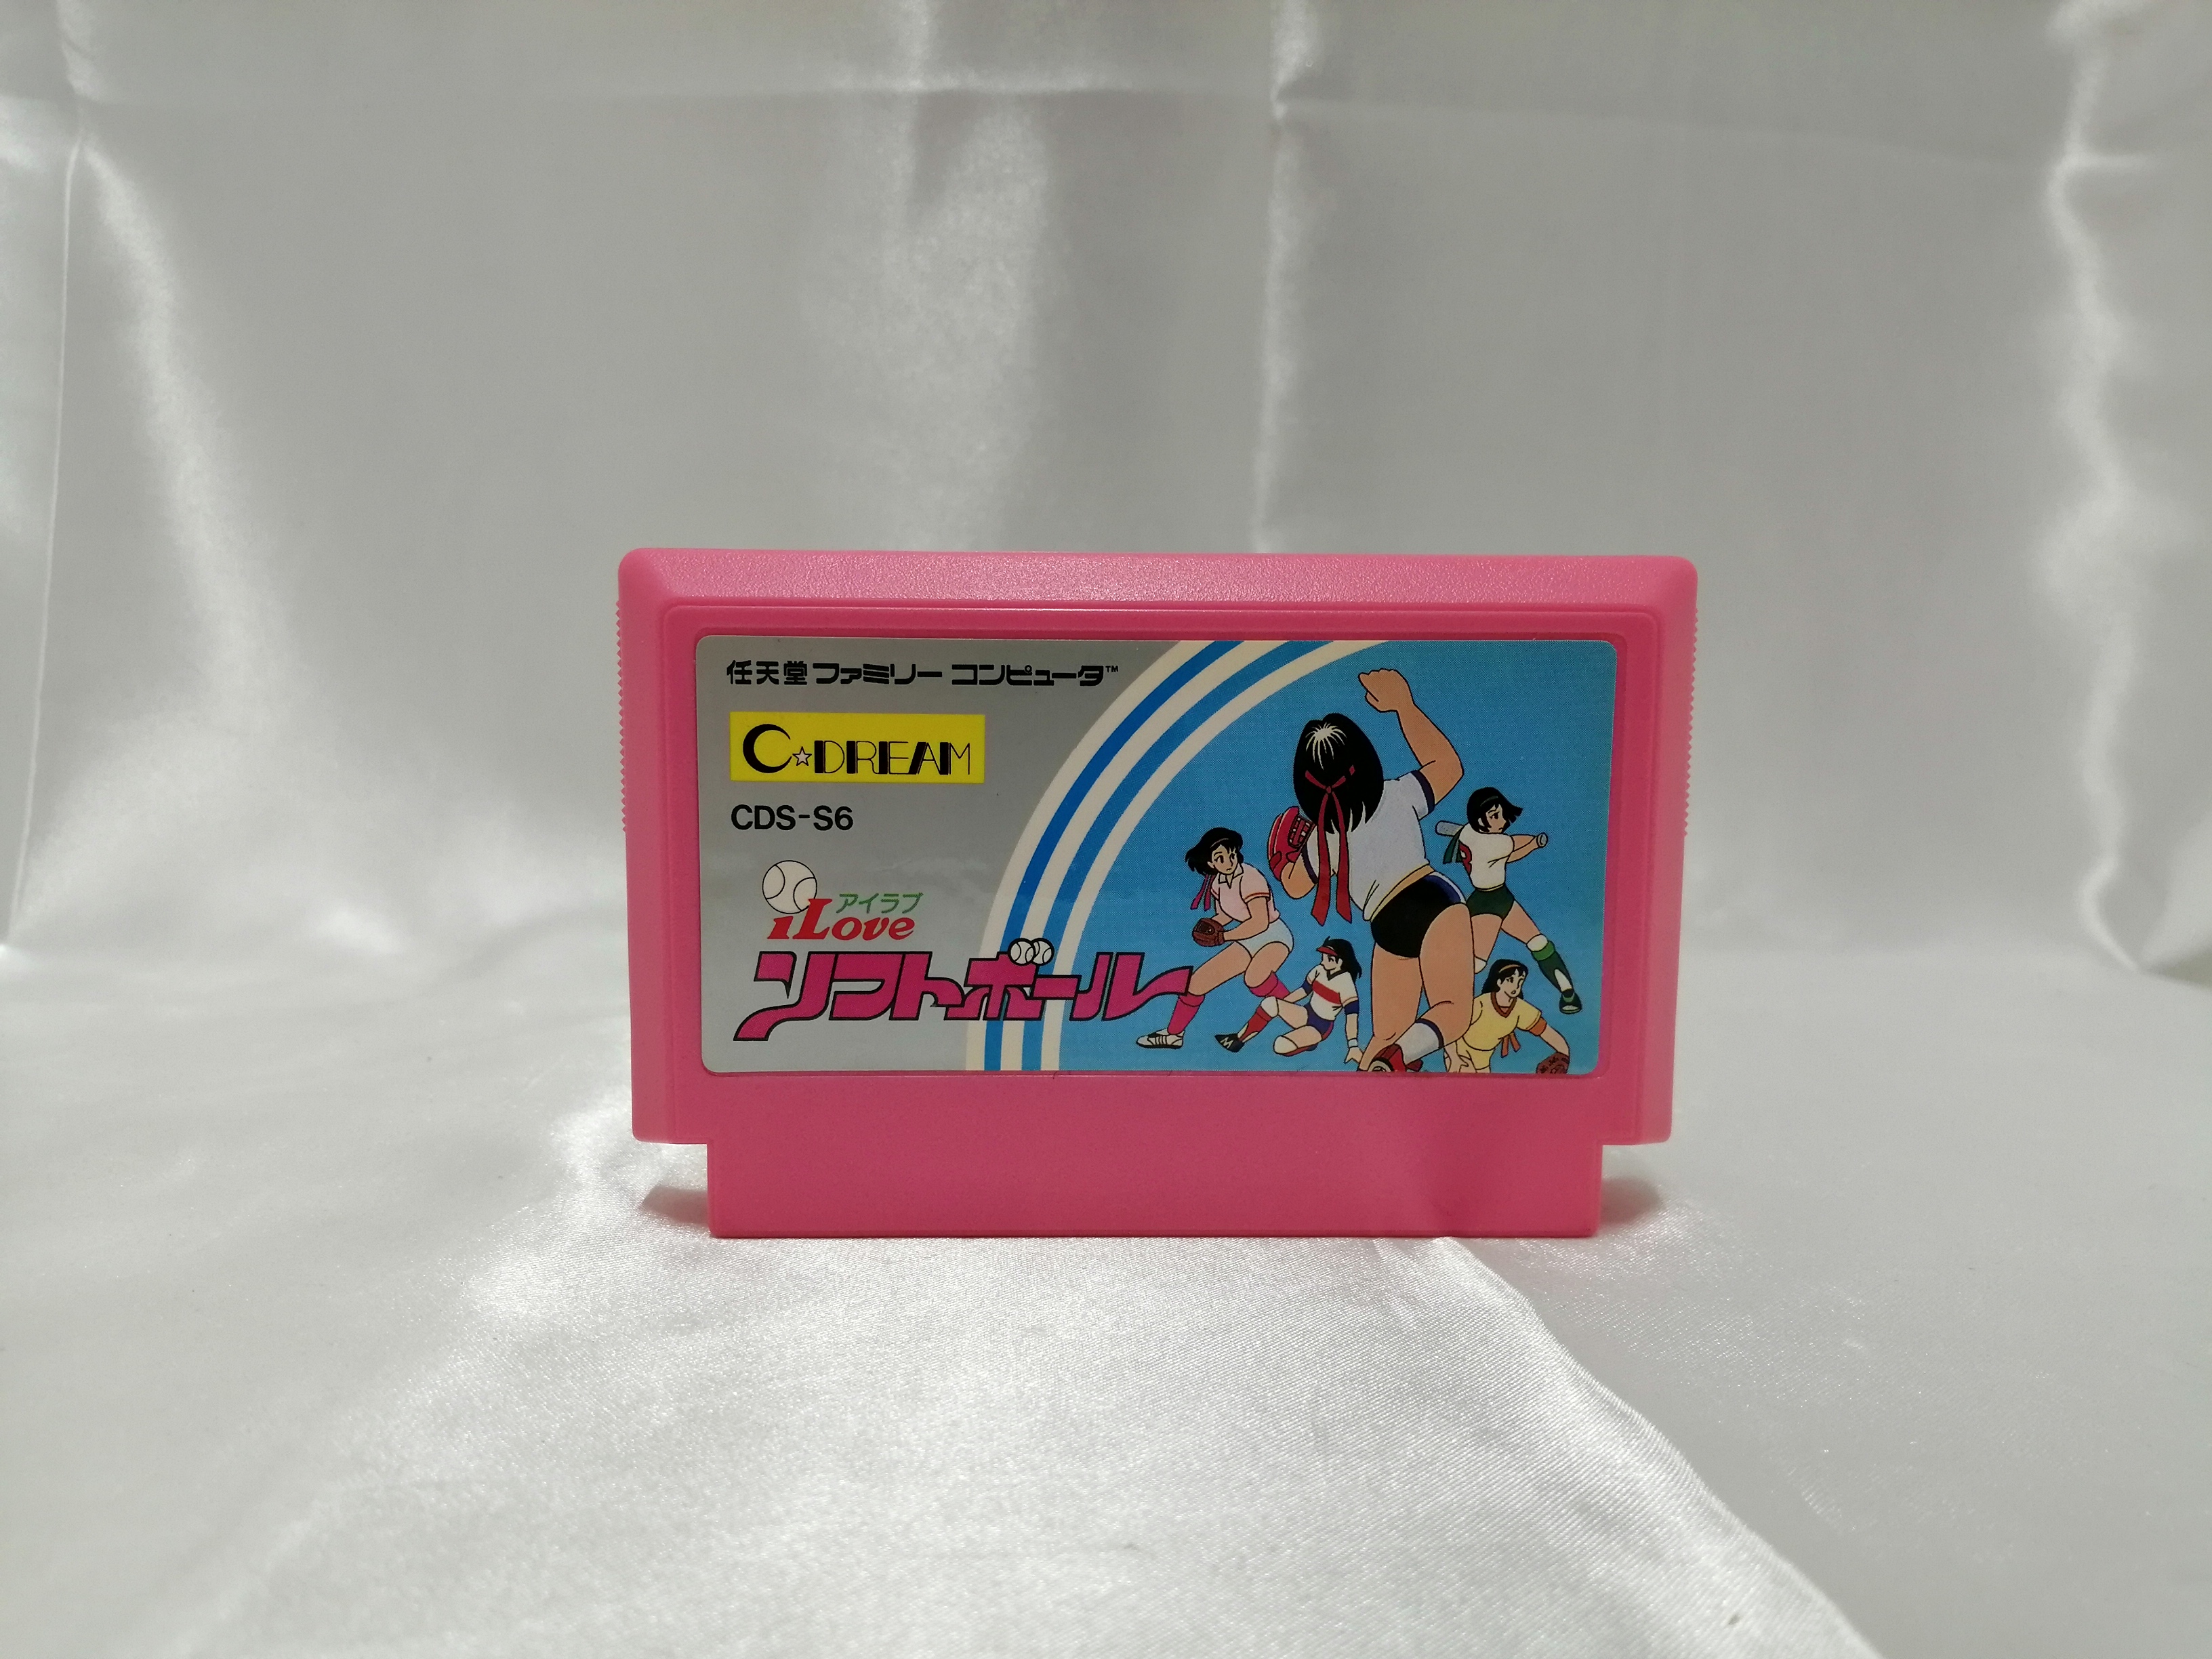 任天堂ファミリー コンピュータ™
C☆DREAM
CDS-S6
アイラブ
iLove
ソフトボール